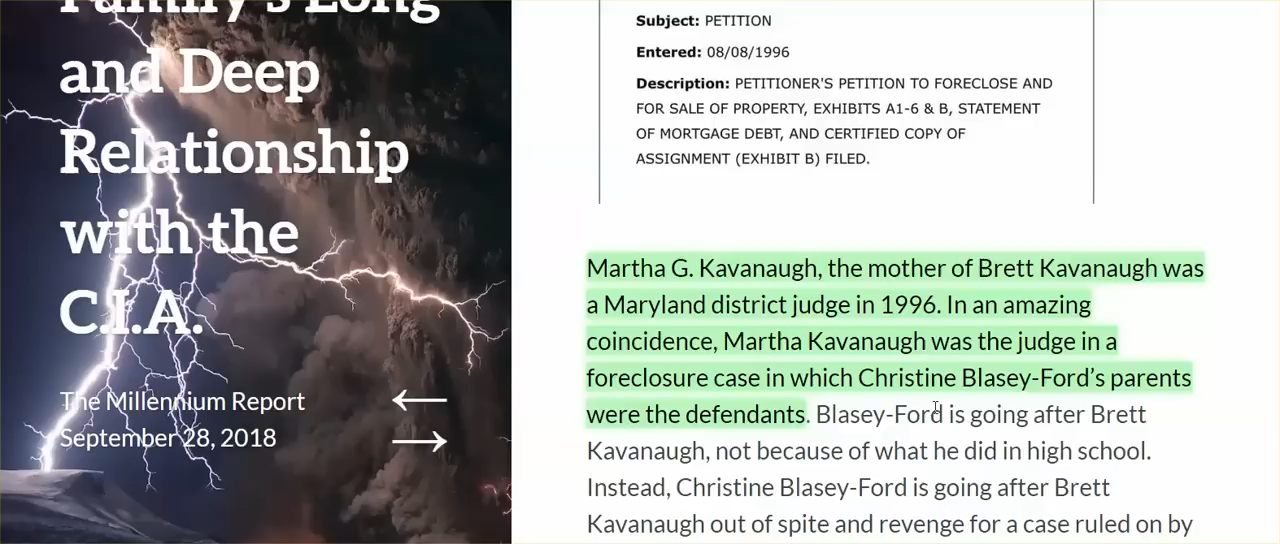 Family's Long
and Deep
Relationship
with the
C.I.A.
The Millennium Report
September 28, 2018
Subject: PETITION
Entered: 08/08/1996
Description: PETITIONER'S PETITION TO FORECLOSE AND
FOR SALE OF PROPERTY, EXHIBITS A1-6 & B, STATEMENT
OF MORTGAGE DEBT, AND CERTIFIED COPY OF
ASSIGNMENT (EXHIBIT B) FILED.
Martha G. Kavanaugh, the mother of Brett Kavanaugh was
a Maryland district judge in 1996. In an amazing
coincidence, Martha Kavanaugh was the judge in a
foreclosure case in which Christine Blasey-Ford’s parents
were the defendants. Blasey-Ford is going after Brett
Kavanaugh, not because of what he did in high school.
Instead, Christine Blasey-Ford is going after Brett
Kavanaugh out of spite and revenge for a case ruled on by